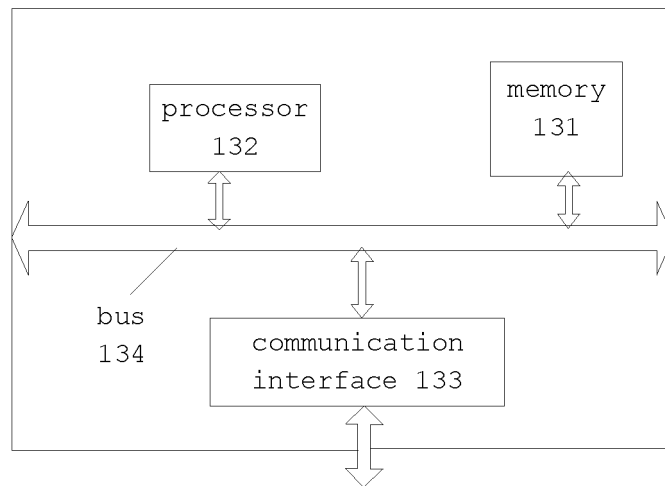 processor
132
memory
131
bus
134
communication
interface 133